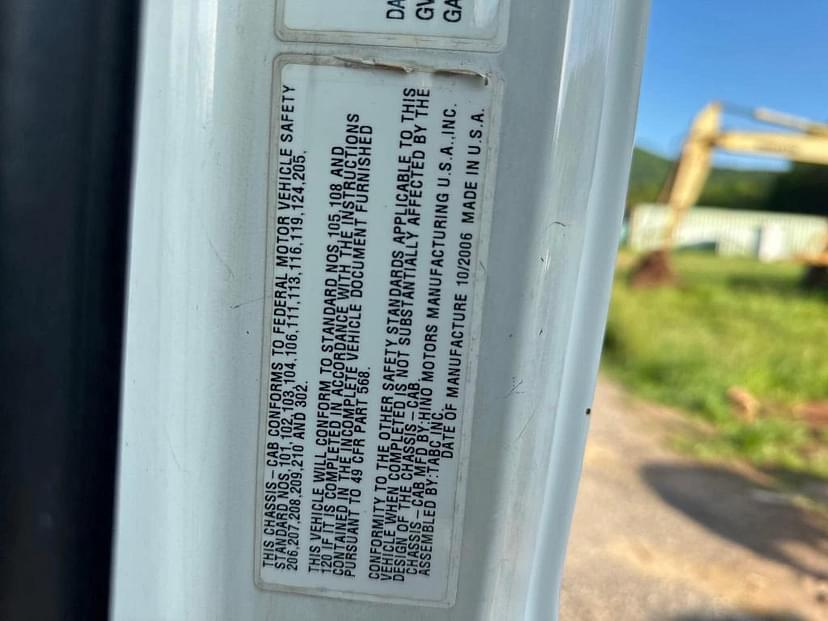 DA
GV
GA
THIS CHASSIS-CAB CONFORMS TO FEDERAL MOTOR VEHICLE SAFETY
STANDARD NOS,101,102,103,104,106,111,113,116,119,124,205,
206,207,208,209,210 AND 302.
THIS VEHICLE WILL CONFORM TO STANDARD NOS,105,108 AND
120 IF IT IS COMPLETED IN ACCORDANCE WITH THE INSTRUCTIONS
CONTAINED IN THE INCOMPLETE VEHICLE DOCUMENT FURNISHED
PURSUANT TO 49 CFR PART 568.
CONFORMITY TO THE OTHER SAFETY STANDARDS APPLICABLE TO THIS
VEHICLE WHEN COMPLETED IS NOT SUBSTANTIALLY AFFECTED BY THE
DESIGN OF THE CHASSIS-CAB.
CHASSIS-CAB MFD BY:HINO MOTORS MANUFACTURING U.S.A.,INC.
ASSEMBLED BY:TABC INC.
DATE OF MANUFACTURE 10/2006 MADE IN U.S.A.